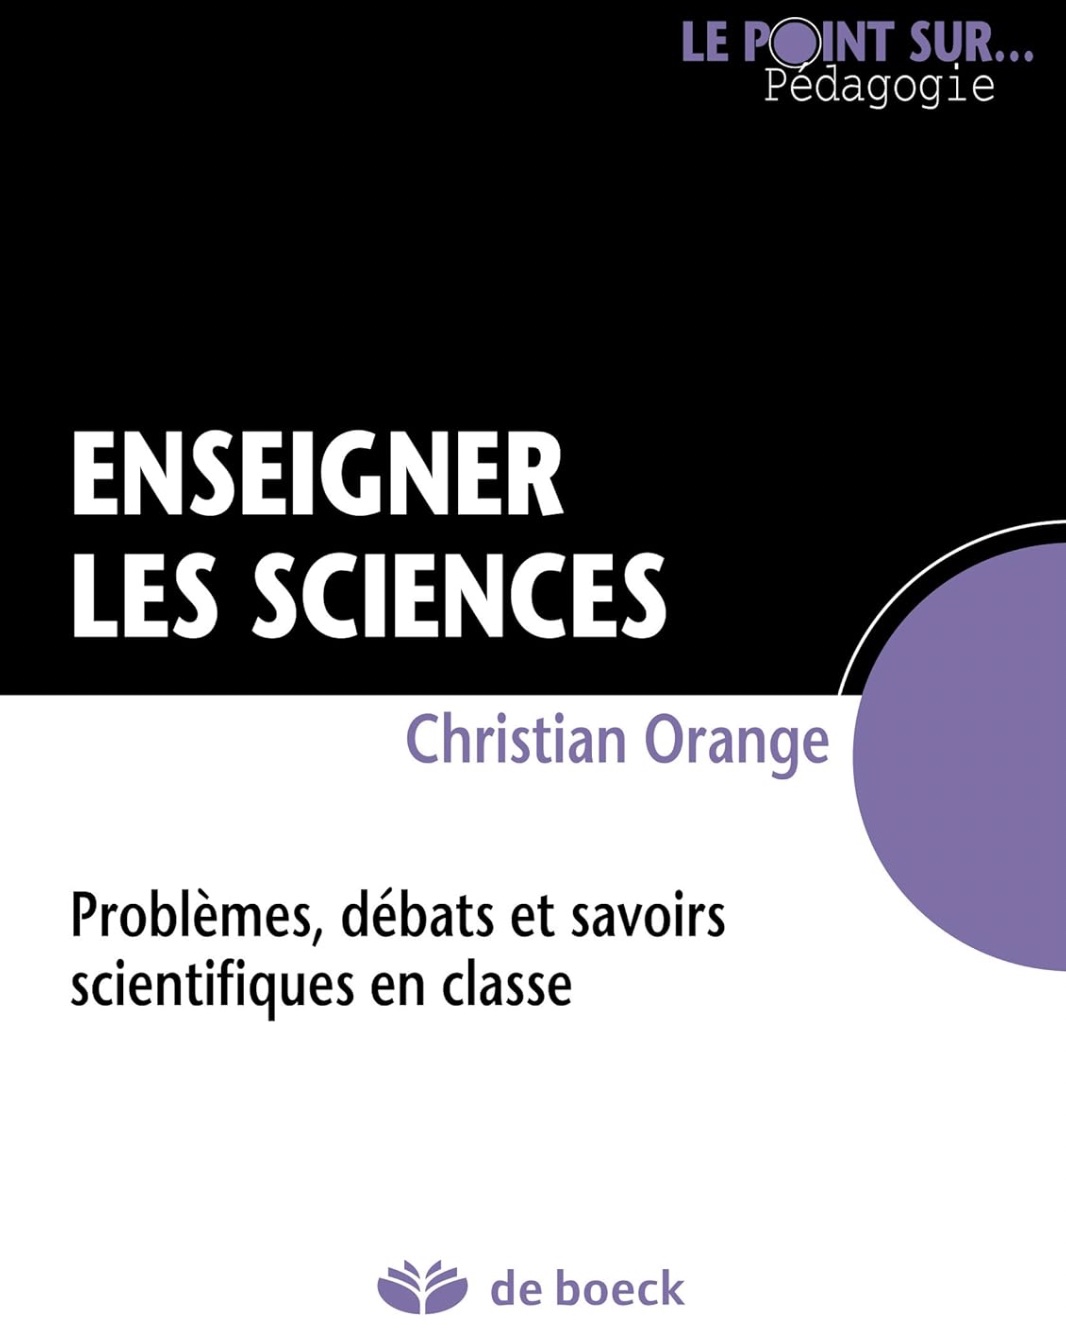 LE POINT SUR...
Pédagogie
ENSEIGNER
LES SCIENCES
Christian Orange
Problèmes, débats et savoirs
scientifiques en classe
de boeck